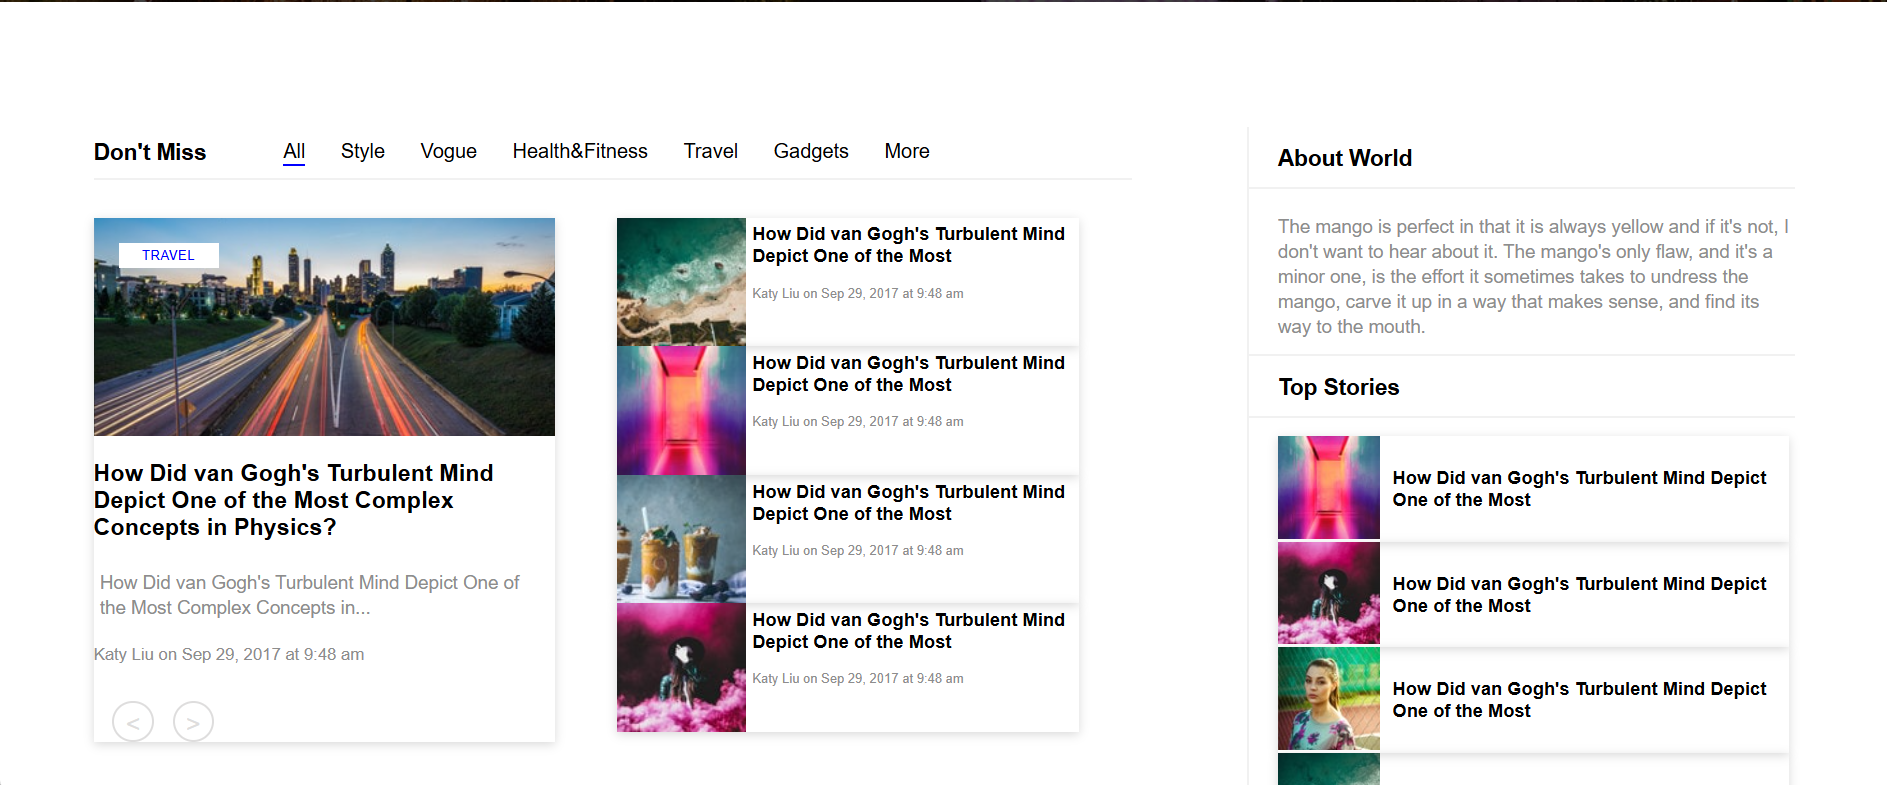 Don't Miss
All Style Vogue Health&Fitness Travel Gadgets More
TRAVEL
How Did van Gogh's Turbulent Mind
Depict One of the Most Complex
Concepts in Physics?
How Did van Gogh's Turbulent Mind Depict One of
the Most Complex Concepts in...
Katy Liu on Sep 29, 2017 at 9:48 am
< >
How Did van Gogh's Turbulent Mind
Depict One of the Most
Katy Liu on Sep 29, 2017 at 9:48 am
How Did van Gogh's Turbulent Mind
Depict One of the Most
Katy Liu on Sep 29, 2017 at 9:48 am
How Did van Gogh's Turbulent Mind
Depict One of the Most
Katy Liu on Sep 29, 2017 at 9:48 am
How Did van Gogh's Turbulent Mind
Depict One of the Most
Katy Liu on Sep 29, 2017 at 9:48 am
About World
The mango is perfect in that it is always yellow and if it's not, I
don't want to hear about it. The mango's only flaw, and it's a
minor one, is the effort it sometimes takes to undress the
mango, carve it up in a way that makes sense, and find its
way to the mouth.
Top Stories
How Did van Gogh's Turbulent Mind Depict
One of the Most
How Did van Gogh's Turbulent Mind Depict
One of the Most
How Did van Gogh's Turbulent Mind Depict
One of the Most